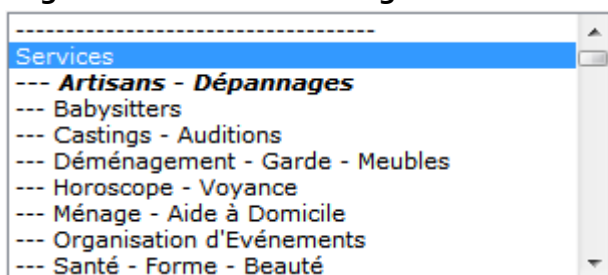 ------------------------------------
Services
--- Artisans - Dépannages
--- Babysitters
--- Castings - Auditions
--- Déménagement - Garde - Meubles
--- Horoscope - Voyance
--- Ménage - Aide à Domicile
--- Organisation d'Evénements
--- Santé - Forme - Beauté